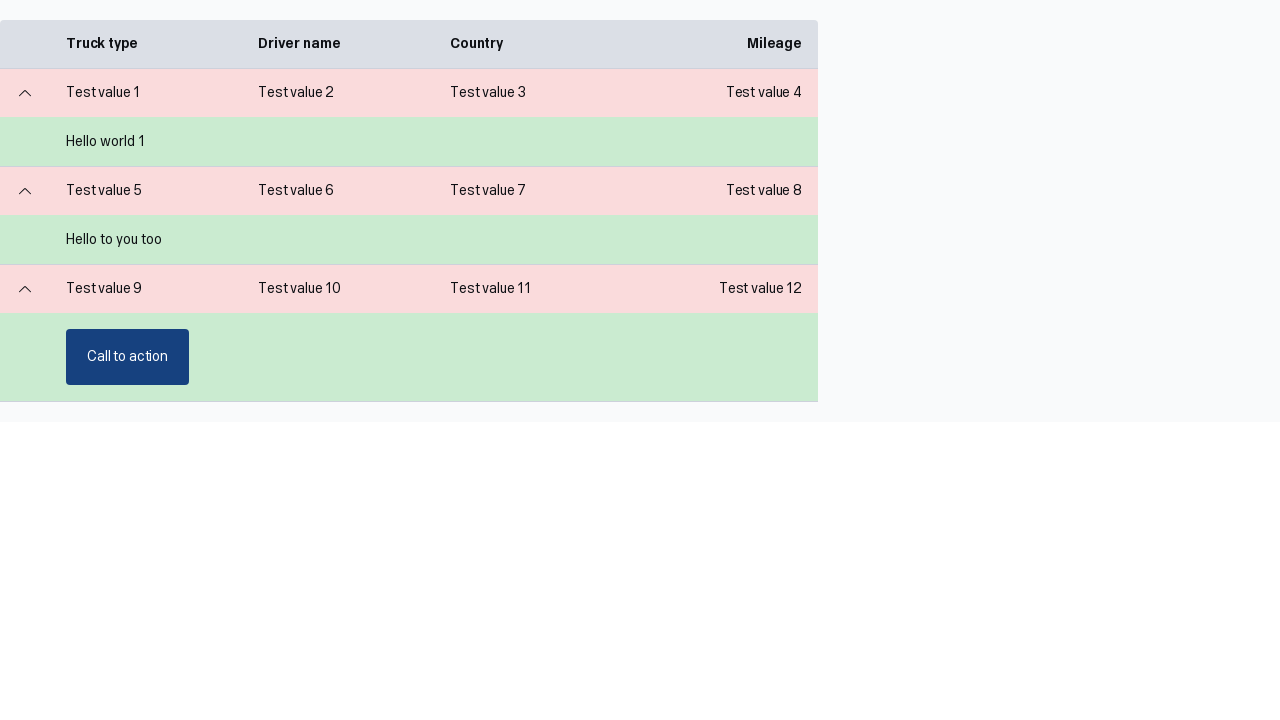 Truck type Driver name Country Mileage
Test value 1 Test value 2 Test value 3 Test value 4
Hello world 1
Test value 5 Test value 6 Test value 7 Test value 8
Hello to you too
Test value 9 Test value 10 Test value 11 Test value 12
Call to action